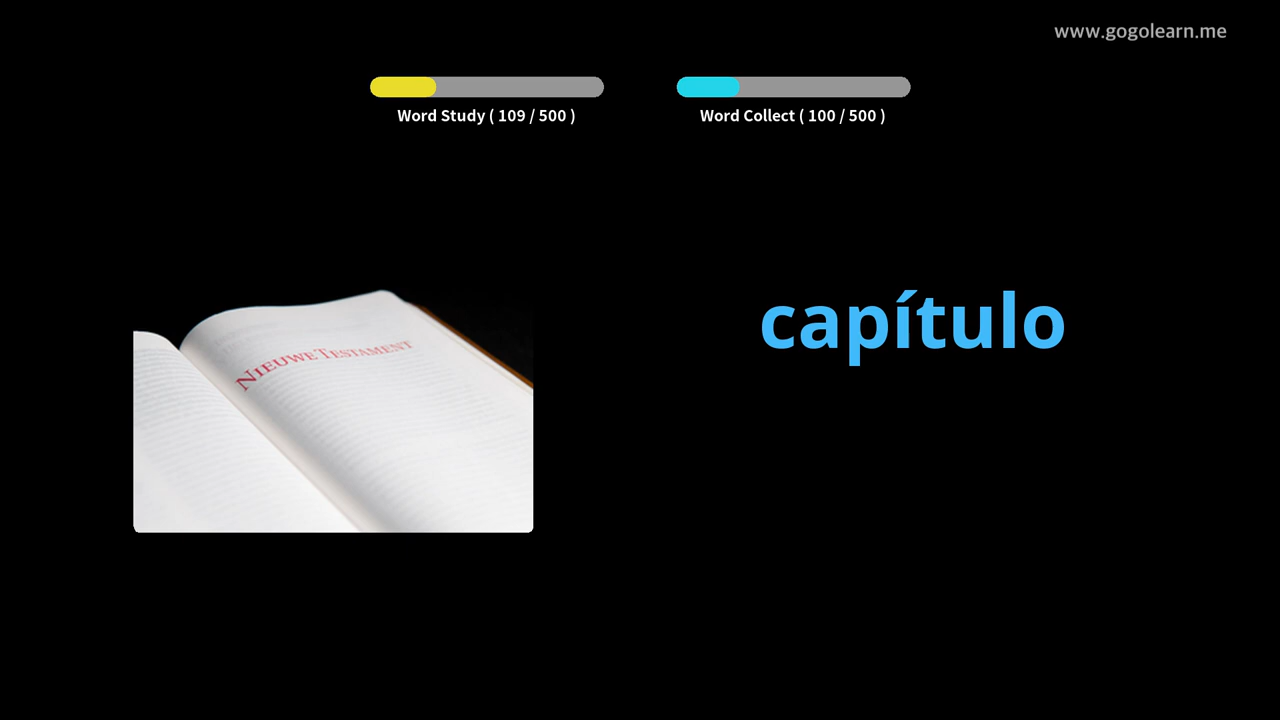 www.gogolearn.me
Word Study ( 109 / 500 )
Word Collect ( 100 / 500 )
NIEUWE TESTAMENT
capítulo